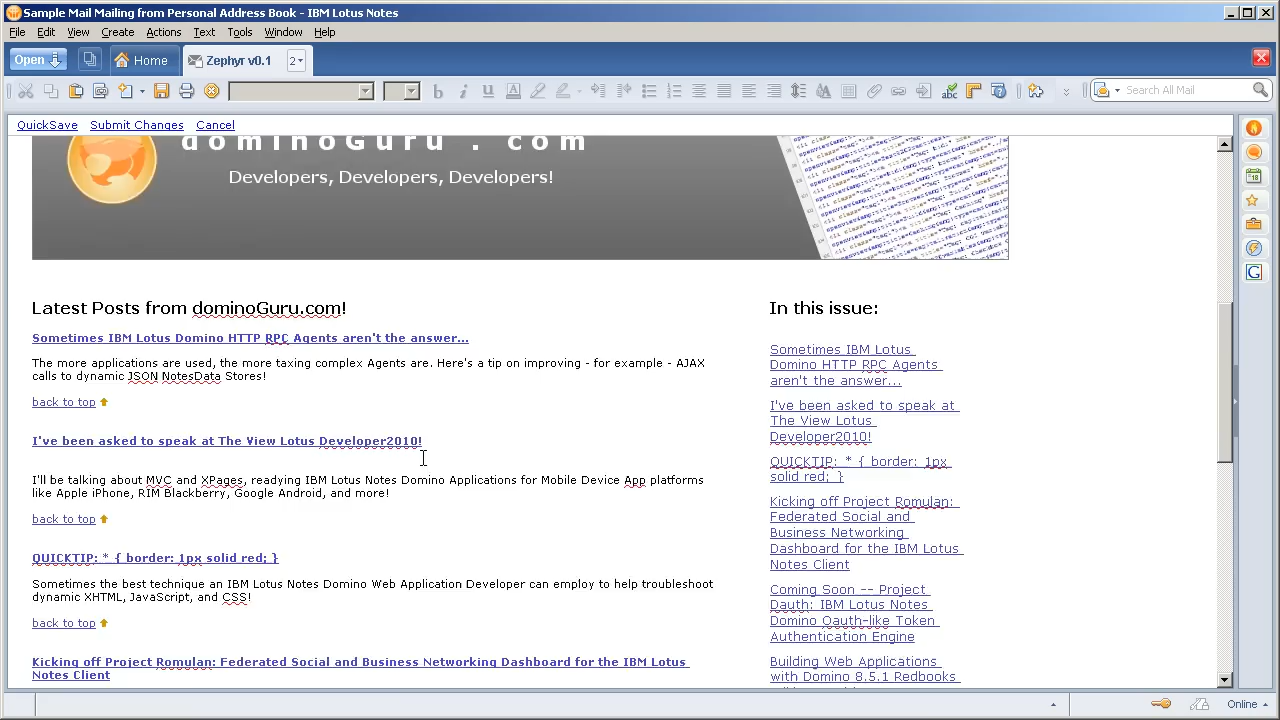 Sample Mail Mailing from Personal Address Book - IBM Lotus Notes
File Edit View Create Actions Text Tools Window Help
Open Home Zephyr v0.1 2
Search All Mail
QuickSave Submit Changes Cancel
dominoGuru . com
Developers, Developers, Developers!
Latest Posts from dominoGuru.com!
Sometimes IBM Lotus Domino HTTP RPC Agents aren't the answer...
The more applications are used, the more taxing complex Agents are. Here's a tip on improving - for example - AJAX
calls to dynamic JSON NotesData Stores!
back to top
I've been asked to speak at The View Lotus Developer2010!
I'll be talking about MVC and XPages, readying IBM Lotus Notes Domino Applications for Mobile Device App platforms
like Apple iPhone, RIM Blackberry, Google Android, and more!
back to top
QUICKTIP: * { border: 1px solid red; }
Sometimes the best technique an IBM Lotus Notes Domino Web Application Developer can employ to help troubleshoot
dynamic XHTML, JavaScript, and CSS!
back to top
Kicking off Project Romulan: Federated Social and Business Networking Dashboard for the IBM Lotus
Notes Client
In this issue:
Sometimes IBM Lotus
Domino HTTP RPC Agents
aren't the answer...
I've been asked to speak at
The View Lotus
Developer2010!
QUICKTIP: * { border: 1px
solid red; }
Kicking off Project Romulan:
Federated Social and
Business Networking
Dashboard for the IBM Lotus
Notes Client
Coming Soon -- Project
Dauth: IBM Lotus Notes
Domino Oauth-like Token
Authentication Engine
Building Web Applications
with Domino 8.5.1 Redbooks
Online